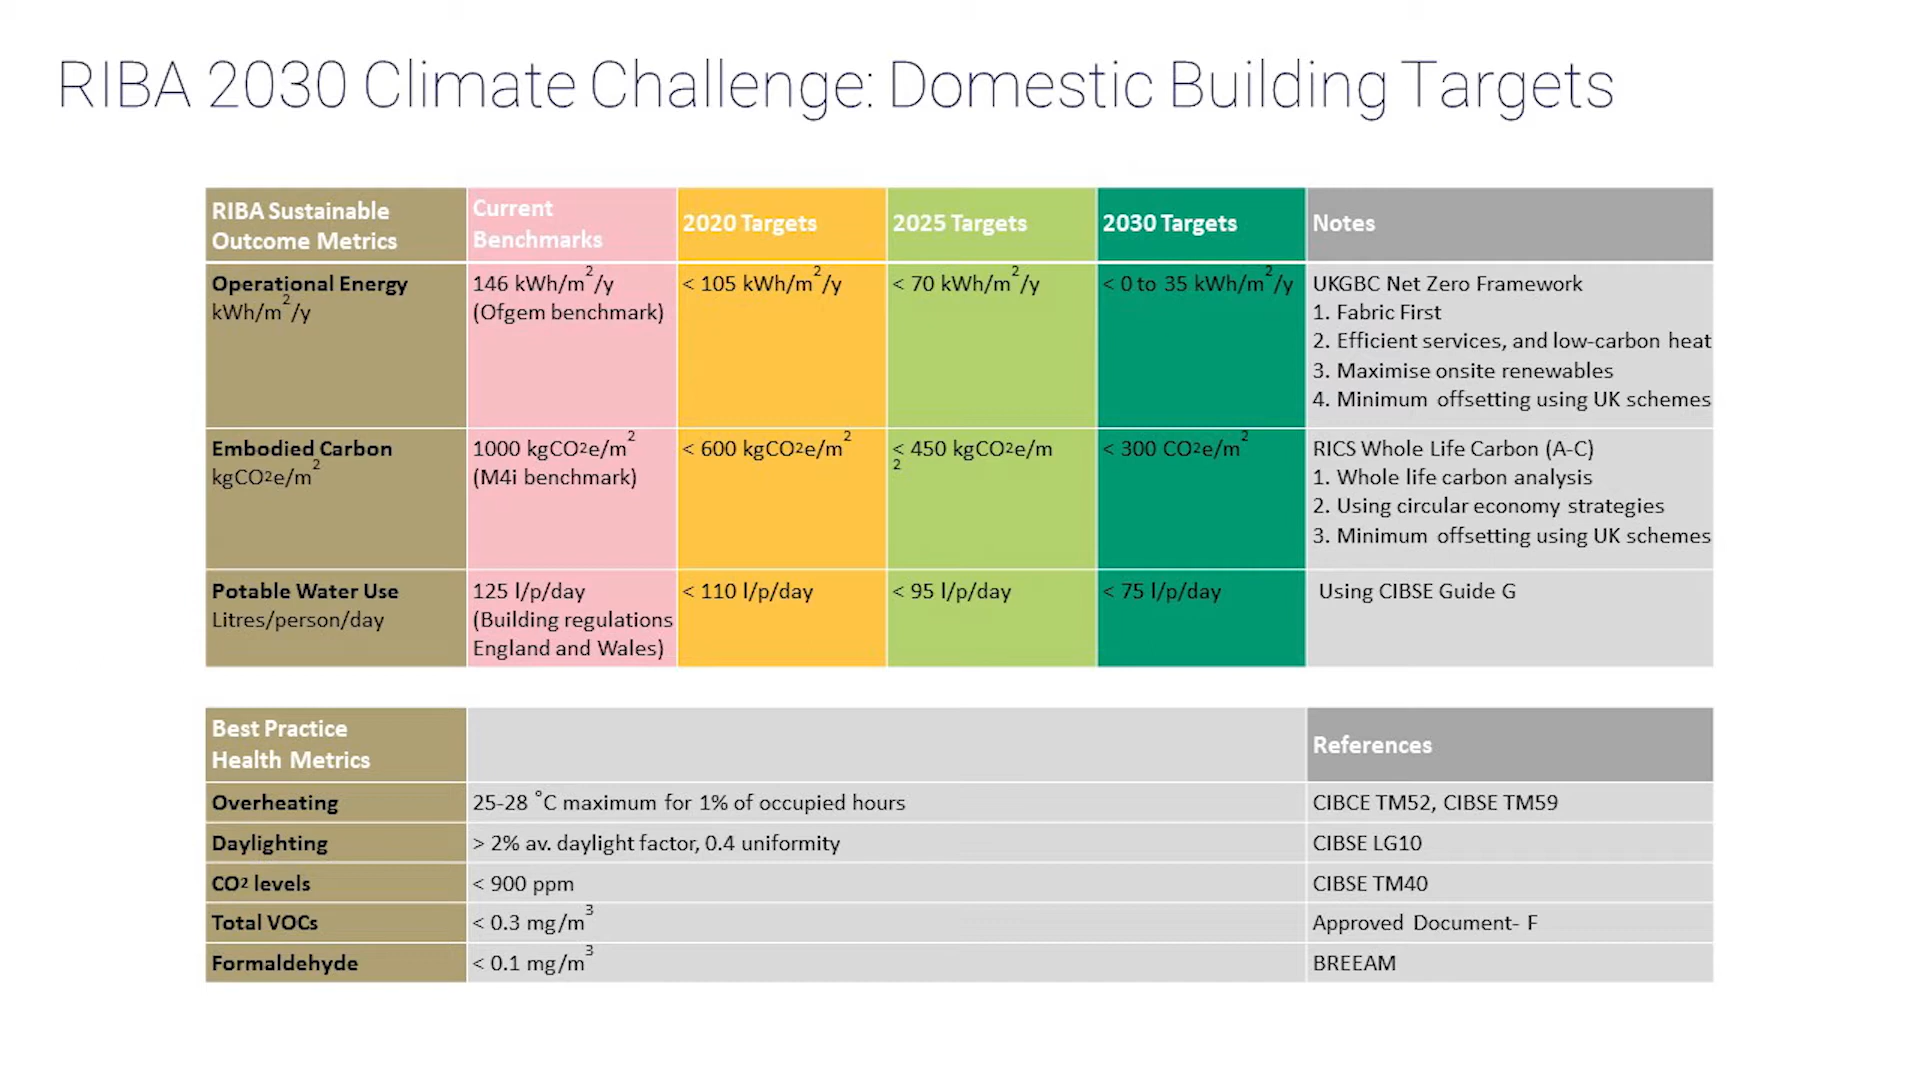 RIBA 2030 Climate Challenge: Domestic Building Targets
RIBA Sustainable
Outcome Metrics
Current
Benchmarks
2020 Targets
2025 Targets
2030 Targets
Notes
Operational Energy
kWh/m²/y
146 kWh/m²/y
(Ofgem benchmark)
< 105 kWh/m²/y
< 70 kWh/m²/y
< 0 to 35 kWh/m²/y
UKGBC Net Zero Framework
1. Fabric First
2. Efficient services, and low-carbon heat
3. Maximise onsite renewables
4. Minimum offsetting using UK schemes
Embodied Carbon
kgCO2e/m²
1000 kgCO2e/m²
(M4i benchmark)
< 600 kgCO2e/m²
< 450 kgCO2e/m
2
< 300 CO2e/m²
RICS Whole Life Carbon (A-C)
1. Whole life carbon analysis
2. Using circular economy strategies
3. Minimum offsetting using UK schemes
Potable Water Use
Litres/person/day
125 l/p/day
(Building regulations
England and Wales)
< 110 l/p/day
< 95 l/p/day
< 75 l/p/day
Using CIBSE Guide G
Best Practice
Health Metrics
References
Overheating
25-28 °C maximum for 1% of occupied hours
CIBCE TM52, CIBSE TM59
Daylighting
> 2% av. daylight factor, 0.4 uniformity
CIBSE LG10
CO2 levels
< 900 ppm
CIBSE TM40
Total VOCs
< 0.3 mg/m³
Approved Document- F
Formaldehyde
< 0.1 mg/m³
BREEAM